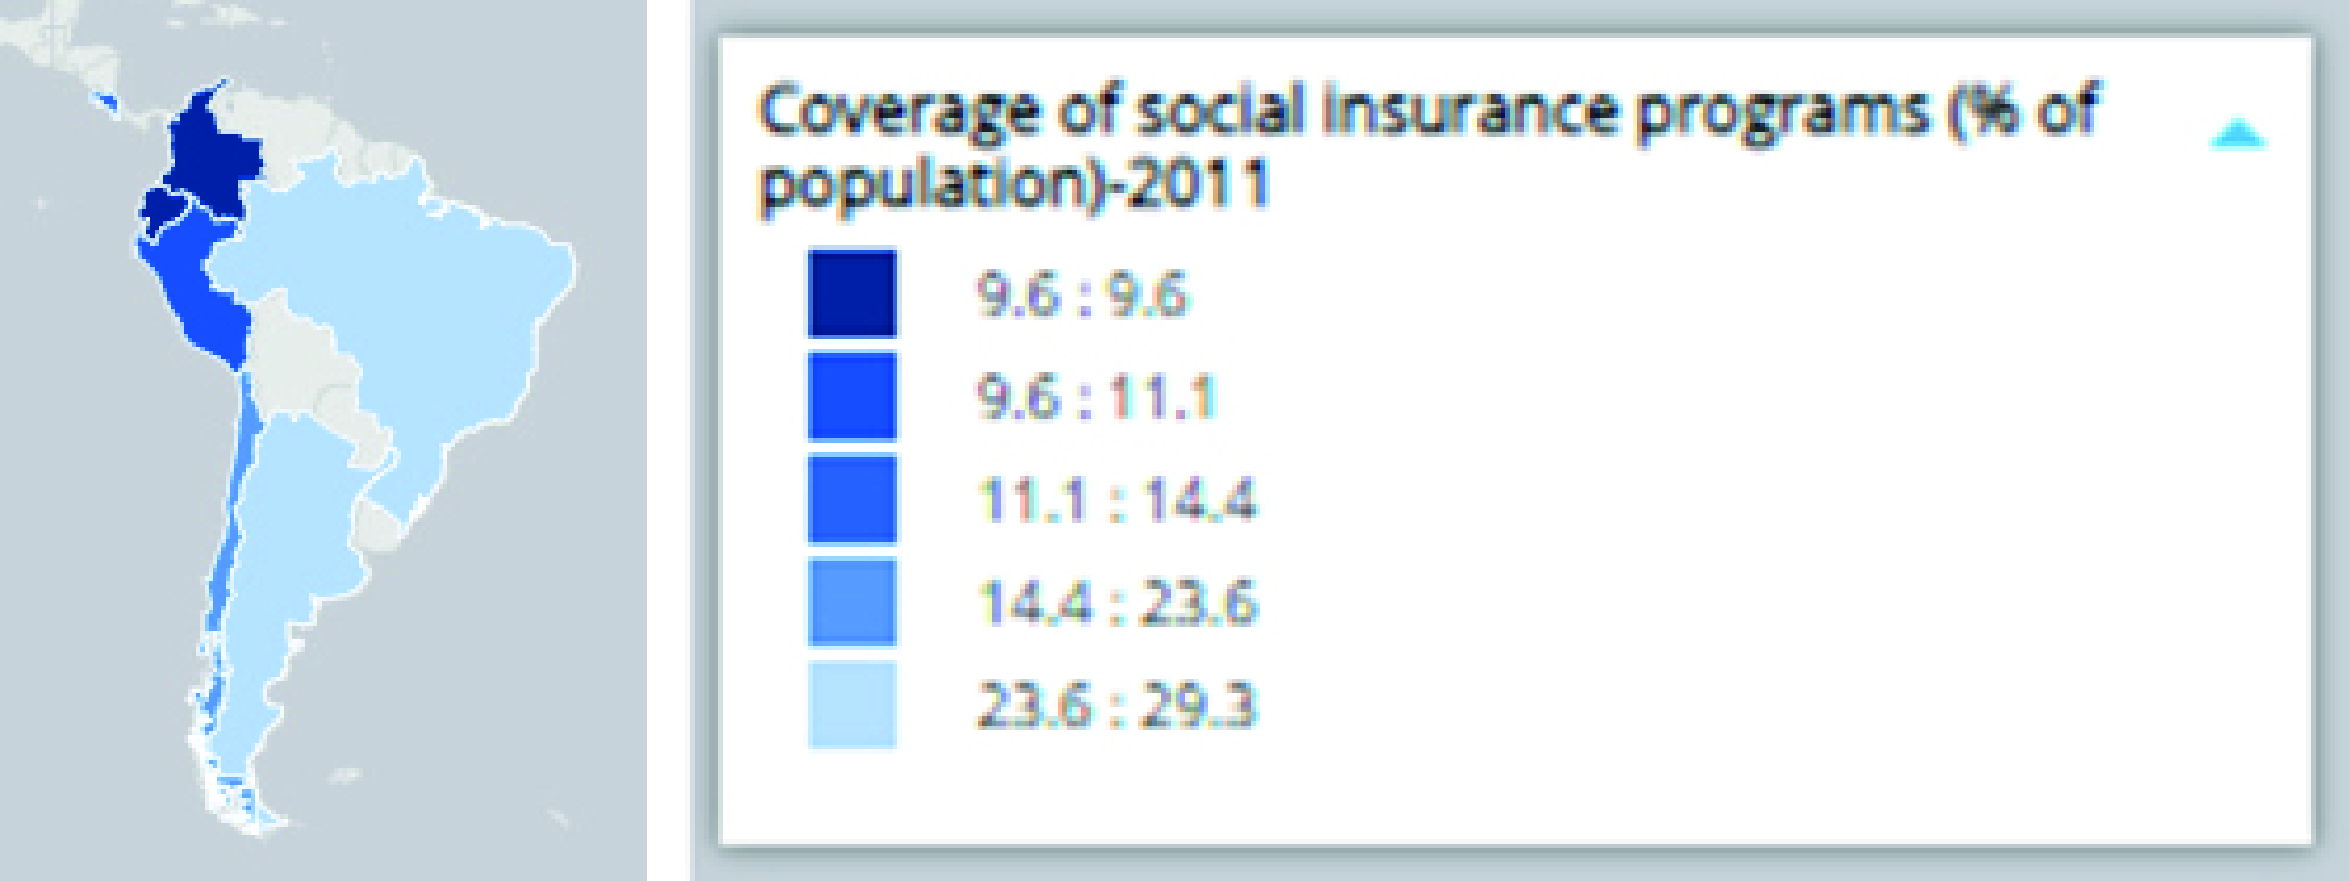 Coverage of social insurance programs (% of
population)-2011
9.6 : 9.6
9.6 : 11.1
11.1 : 14.4
14.4 : 23.6
23.6 : 29.3